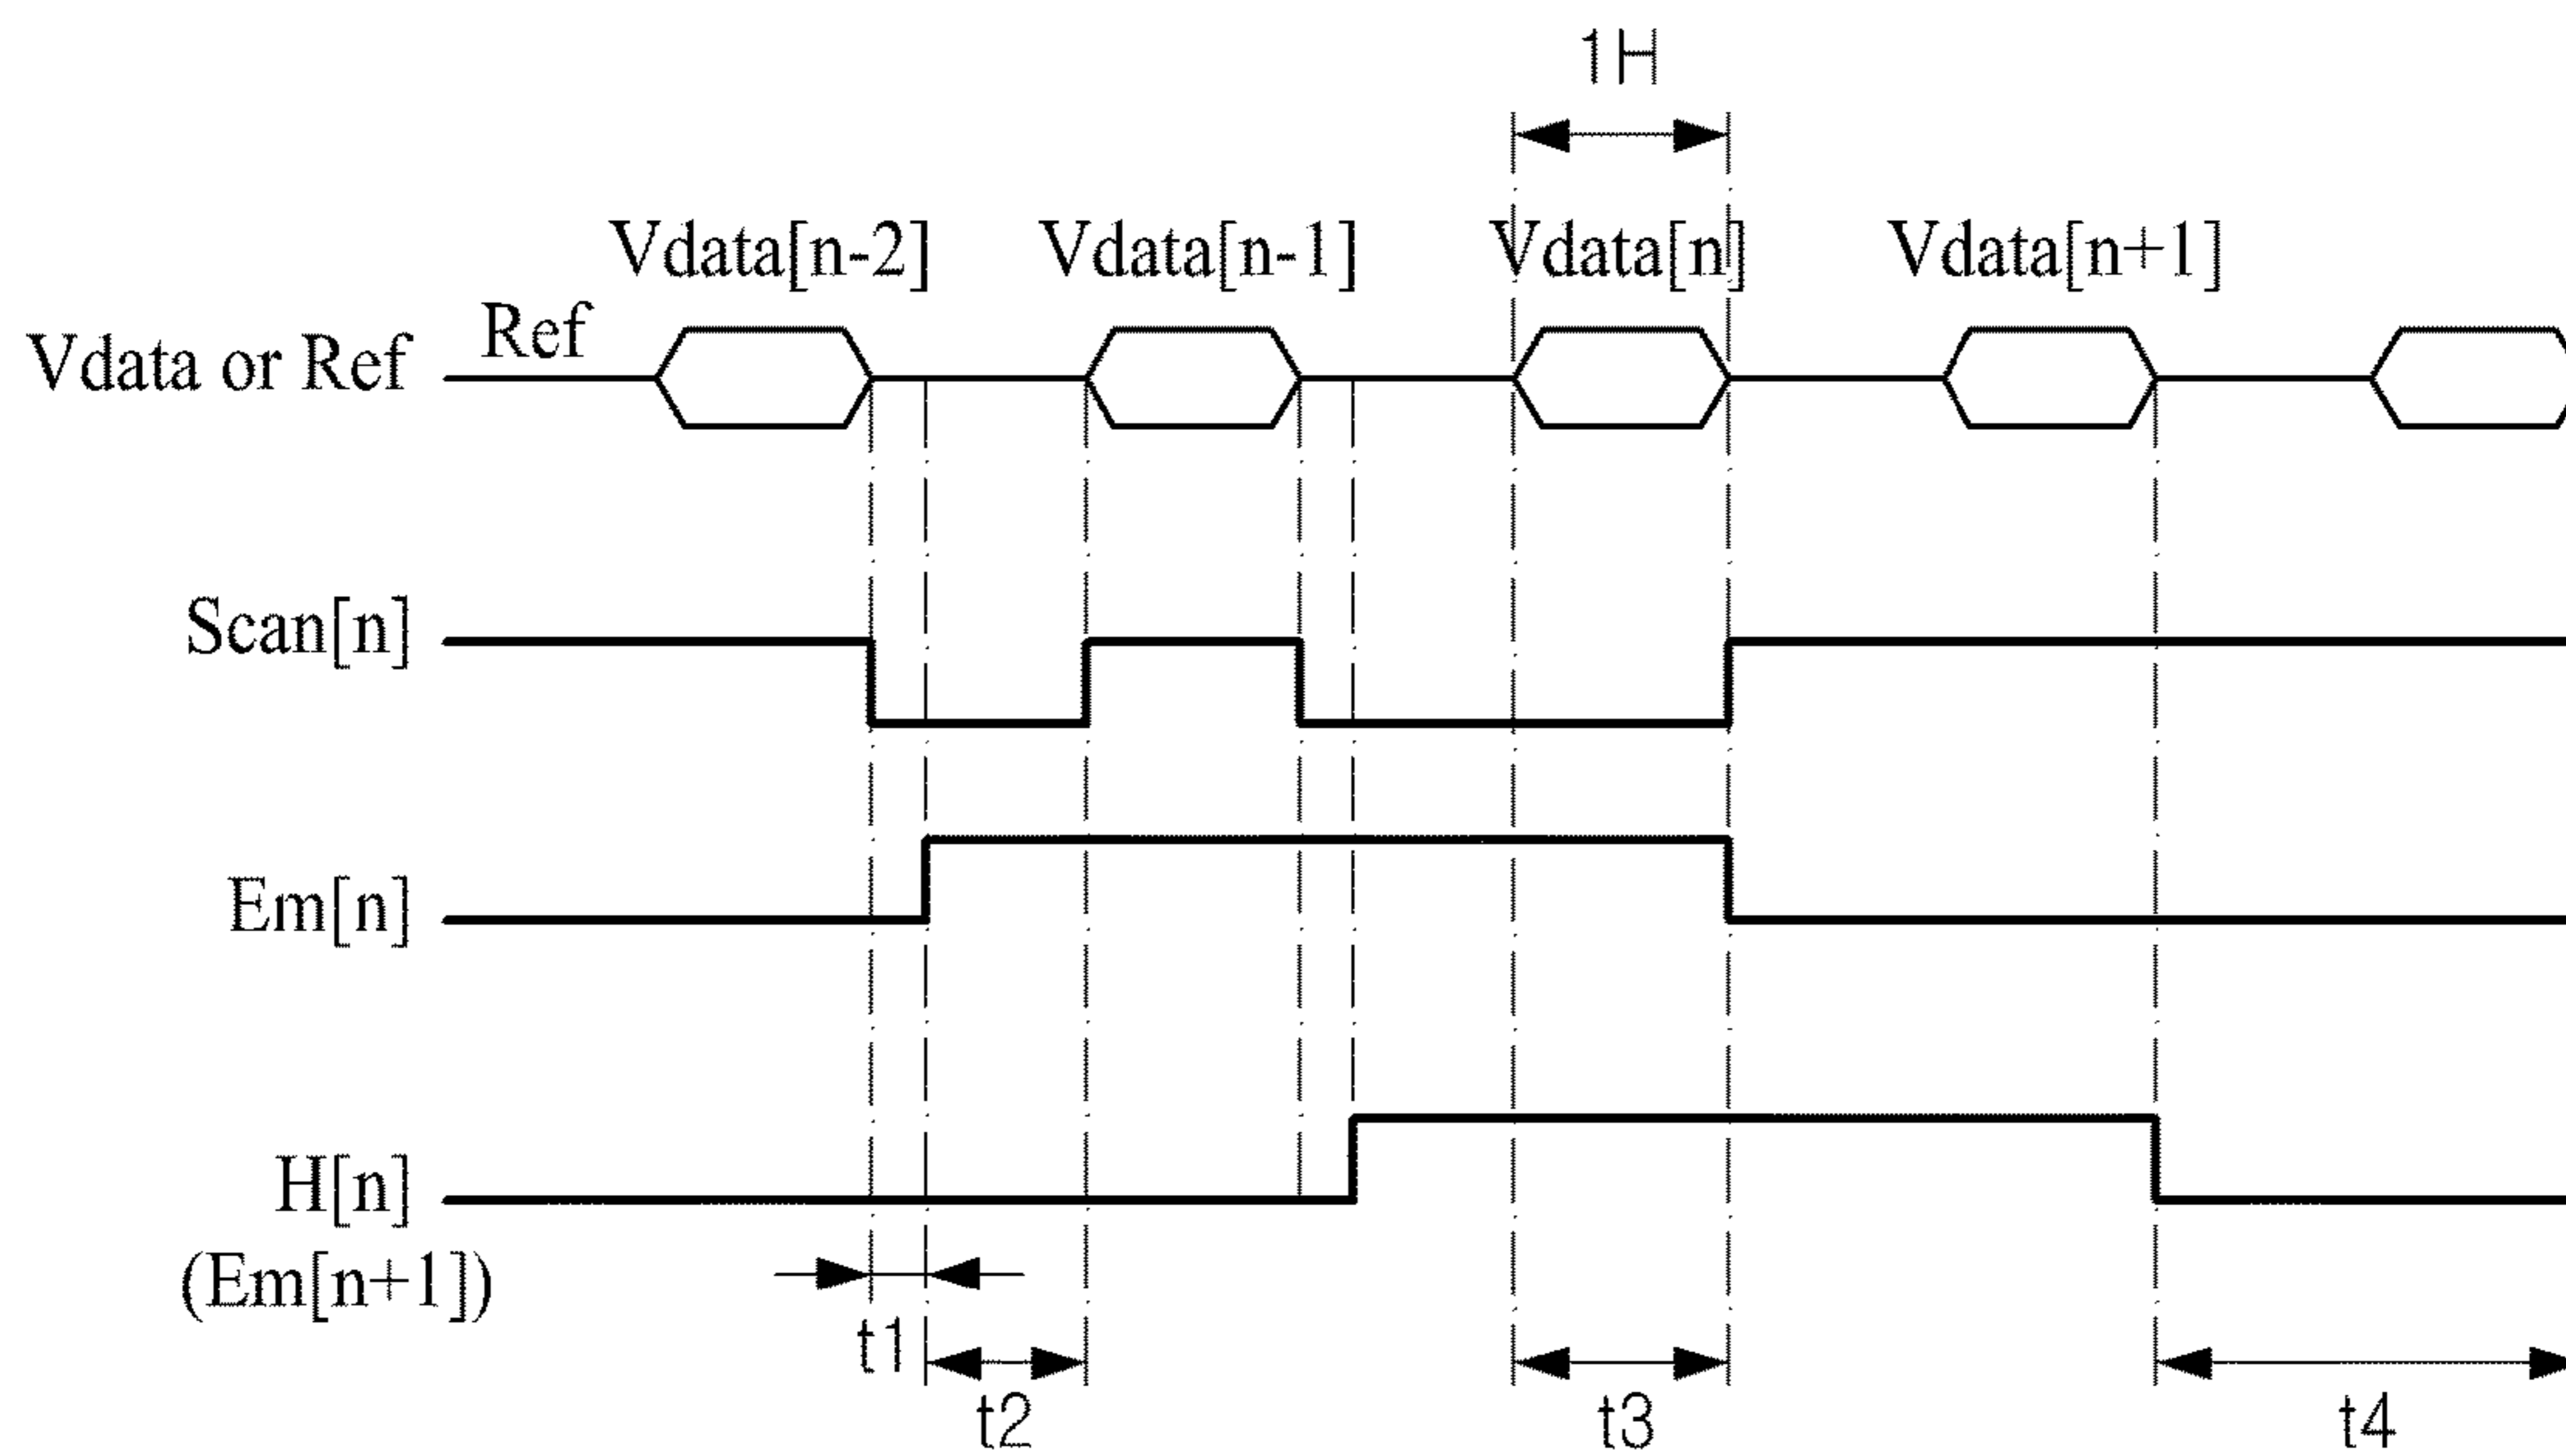 1H
Vdata[n-2] Vdata[n-1] Vdata[n] Vdata[n+1]
Ref
Vdata or Ref
Scan[n]
Em[n]
H[n]
(Em[n+1])
t1
t2 t3 t4